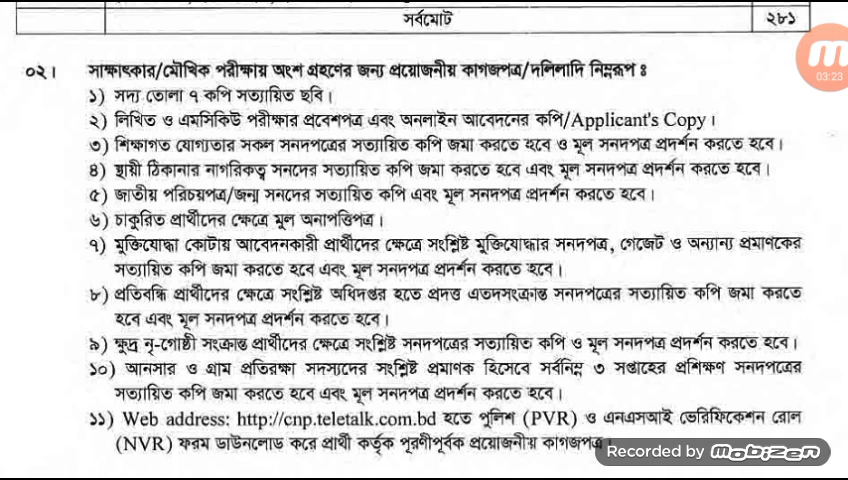 সর্বমোট ২৮১
০২। সাক্ষাৎকার/মৌখিক পরীক্ষায় অংশ গ্রহণের জন্য প্রয়োজনীয় কাগজপত্র/দলিলাদি নিম্নরূপ ঃ
১) সদ্য তোলা ৭ কপি সত্যায়িত ছবি।
২) লিখিত ও এমসিকিউ পরীক্ষার প্রবেশপত্র এবং অনলাইন আবেদনের কপি/Applicant's Copy।
৩) শিক্ষাগত যোগ্যতার সকল সনদপত্রের সত্যায়িত কপি জমা করতে হবে ও মূল সনদপত্র প্রদর্শন করতে হবে।
৪) স্থায়ী ঠিকানার নাগরিকত্ব সনদের সত্যায়িত কপি জমা করতে হবে এবং মূল সনদপত্র প্রদর্শন করতে হবে।
৫) জাতীয় পরিচয়পত্র/জন্ম সনদের সত্যায়িত কপি এবং মূল সনদপত্র প্রদর্শন করতে হবে।
৬) চাকুরিত প্রার্থীদের ক্ষেত্রে মূল অনাপত্তিপত্র।
৭) মুক্তিযোদ্ধা কোটায় আবেদনকারী প্রার্থীদের ক্ষেত্রে সংশ্লিষ্ট মুক্তিযোদ্ধার সনদপত্র, গেজেট ও অন্যান্য প্রমাণকের
সত্যায়িত কপি জমা করতে হবে এবং মূল সনদপত্র প্রদর্শন করতে হবে।
৮) প্রতিবন্ধি প্রার্থীদের ক্ষেত্রে সংশ্লিষ্ট অধিদপ্তর হতে প্রদত্ত এতদসংক্রান্ত সনদপত্রের সত্যায়িত কপি জমা করতে
হবে এবং মূল সনদপত্র প্রদর্শন করতে হবে।
৯) ক্ষুদ্র নৃ-গোষ্ঠী সংক্রান্ত প্রার্থীদের ক্ষেত্রে সংশ্লিষ্ট সনদপত্রের সত্যায়িত কপি ও মূল সনদপত্র প্রদর্শন করতে হবে।
১০) আনসার ও গ্রাম প্রতিরক্ষা সদস্যদের সংশ্লিষ্ট প্রমাণক হিসেবে সর্বনিম্ন ৩ সপ্তাহের প্রশিক্ষণ সনদপত্রের
সত্যায়িত কপি জমা করতে হবে এবং মূল সনদপত্র প্রদর্শন করতে হবে।
১১) Web address: http://cnp.teletalk.com.bd হতে পুলিশ (PVR) ও এনএসআই ভেরিফিকেশন রোল
(NVR) ফরম ডাউনলোড করে প্রার্থী কর্তৃক পূরণীপূর্বক প্রয়োজনীয় কাগজপত্র।
03:23
Recorded by Mobizen